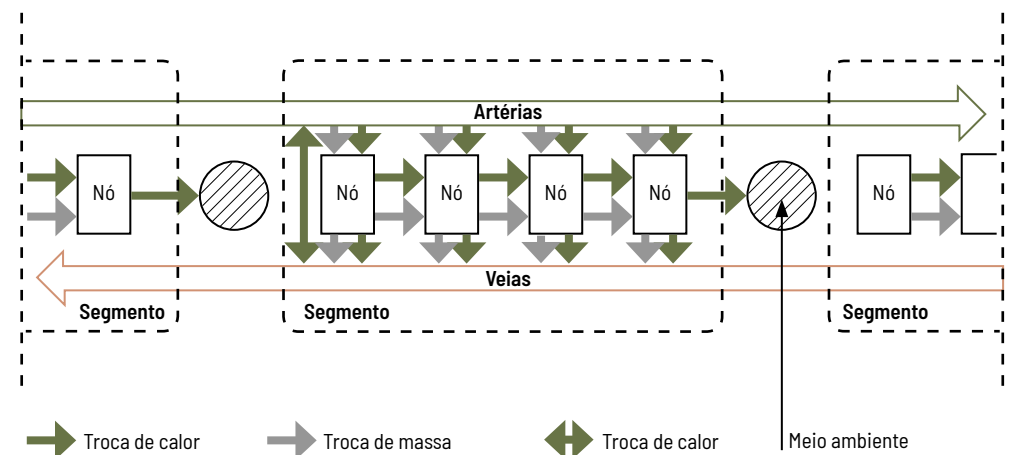 Artérias
Nó
Nó
Nó
Nó
Nó
Nó
Veias
Segmento
Segmento
Segmento
Troca de calor
Troca de massa
Troca de calor
Meio ambiente